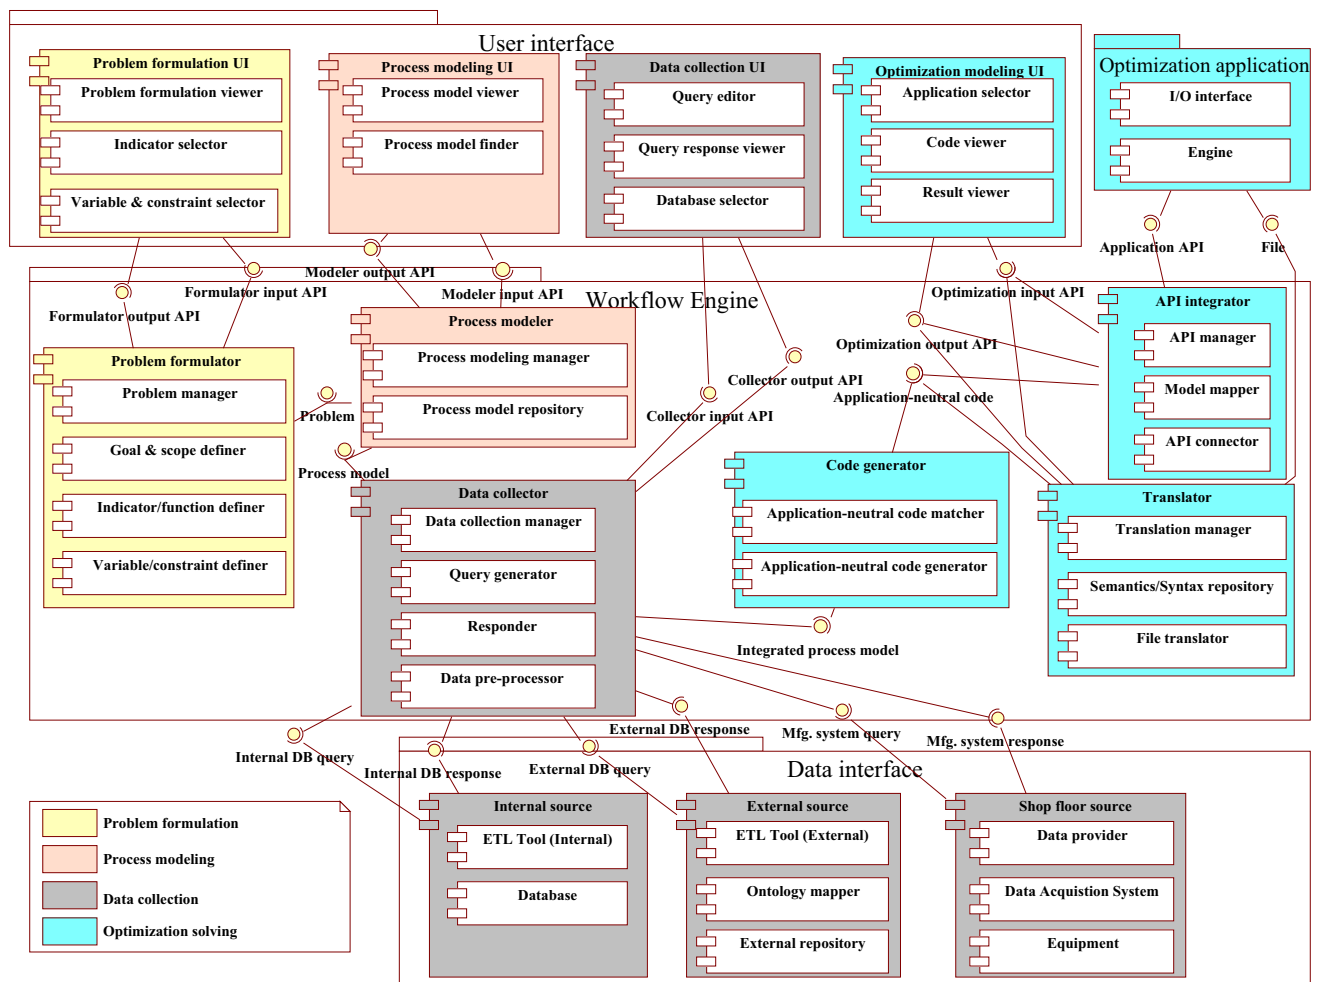 User interface
Problem formulation UI
Problem formulation viewer
Indicator selector
Variable & constraint selector
Process modeling UI
Process model viewer
Process model finder
Data collection UI
Query editor
Query response viewer
Database selector
Optimization modeling UI
Application selector
Code viewer
Result viewer
Optimization application
I/O interface
Engine
Application API
File
Modeler output API
Formulator input API
Modeler input API
Formulator output API
Optimization input API
Optimization output API
Collector output API
Collector input API
Application-neutral code
Workflow Engine
Problem formulator
Problem manager
Goal & scope definer
Indicator/function definer
Variable/constraint definer
Problem
Process model
Process modeler
Process modeling manager
Process model repository
Data collector
Data collection manager
Query generator
Responder
Data pre-processor
Code generator
Application-neutral code matcher
Application-neutral code generator
Integrated process model
API integrator
API manager
Model mapper
API connector
Translator
Translation manager
Semantics/Syntax repository
File translator
Internal DB query
Internal DB response
External DB query
External DB response
Mfg. system query
Mfg. system response
Data interface
Internal source
ETL Tool (Internal)
Database
External source
ETL Tool (External)
Ontology mapper
External repository
Shop floor source
Data provider
Data Acquistion System
Equipment
Problem formulation
Process modeling
Data collection
Optimization solving